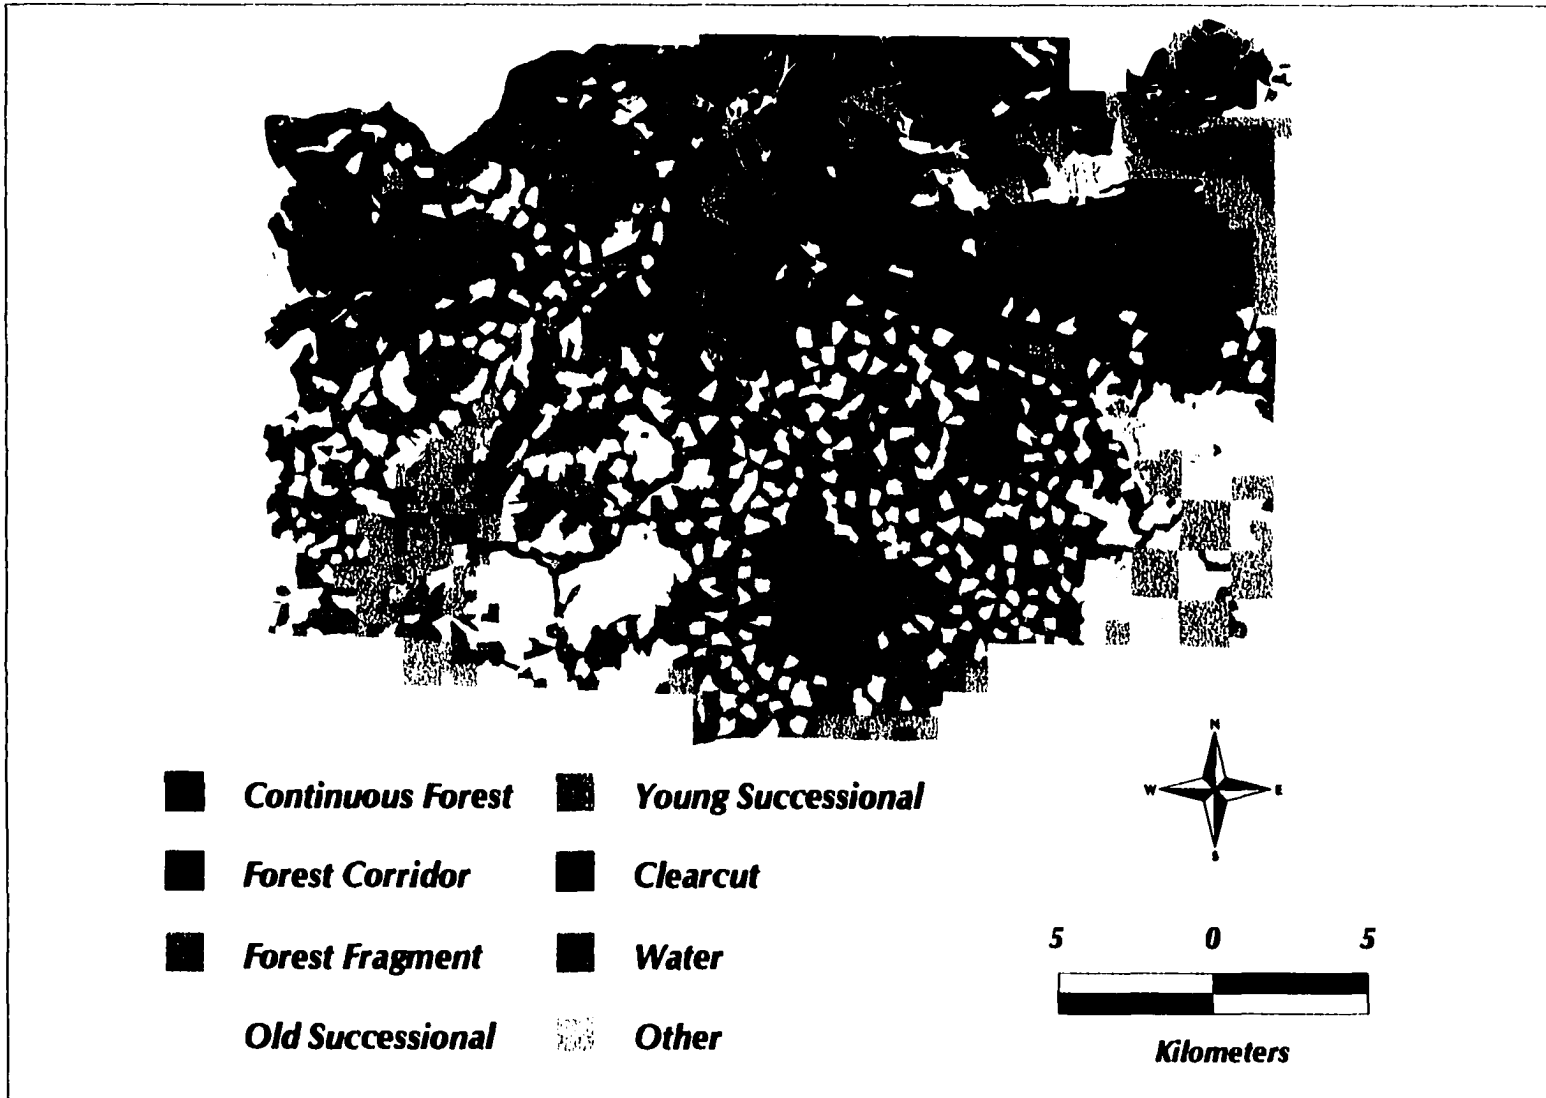 Continuous Forest
Forest Corridor
Forest Fragment
Old Successional
Young Successional
Clearcut
Water
Other
N
W E
S
5 0 5
Kilometers